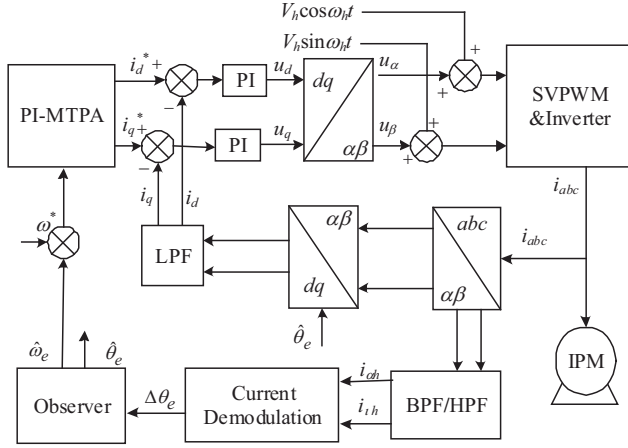 V_h cosω_h t
V_h sinω_h t
i_d^* +
−
PI
u_d
dq
αβ
u_α
+
+
SVPWM
&Inverter
PI-MTPA
i_q^* +
−
PI
u_q
u_β
+
+
i_q
i_d
i_abc
ω^*
LPF
αβ
dq
abc
αβ
i_abc
θ̂_e
ω̂_e
θ̂_e
IPM
Observer
Δθ_e
Current
Demodulation
i_αh
i_ιh
BPF/HPF